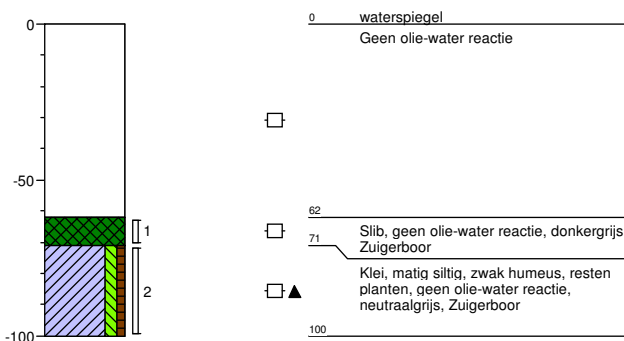 0
0
waterspiegel
Geen olie-water reactie
-50
62
1
Slib, geen olie-water reactie, donkergrijs
71
Zuigerboor
Klei, matig siltig, zwak humeus, resten
2
planten, geen olie-water reactie,
neutraalgrijs, Zuigerboor
-100
100